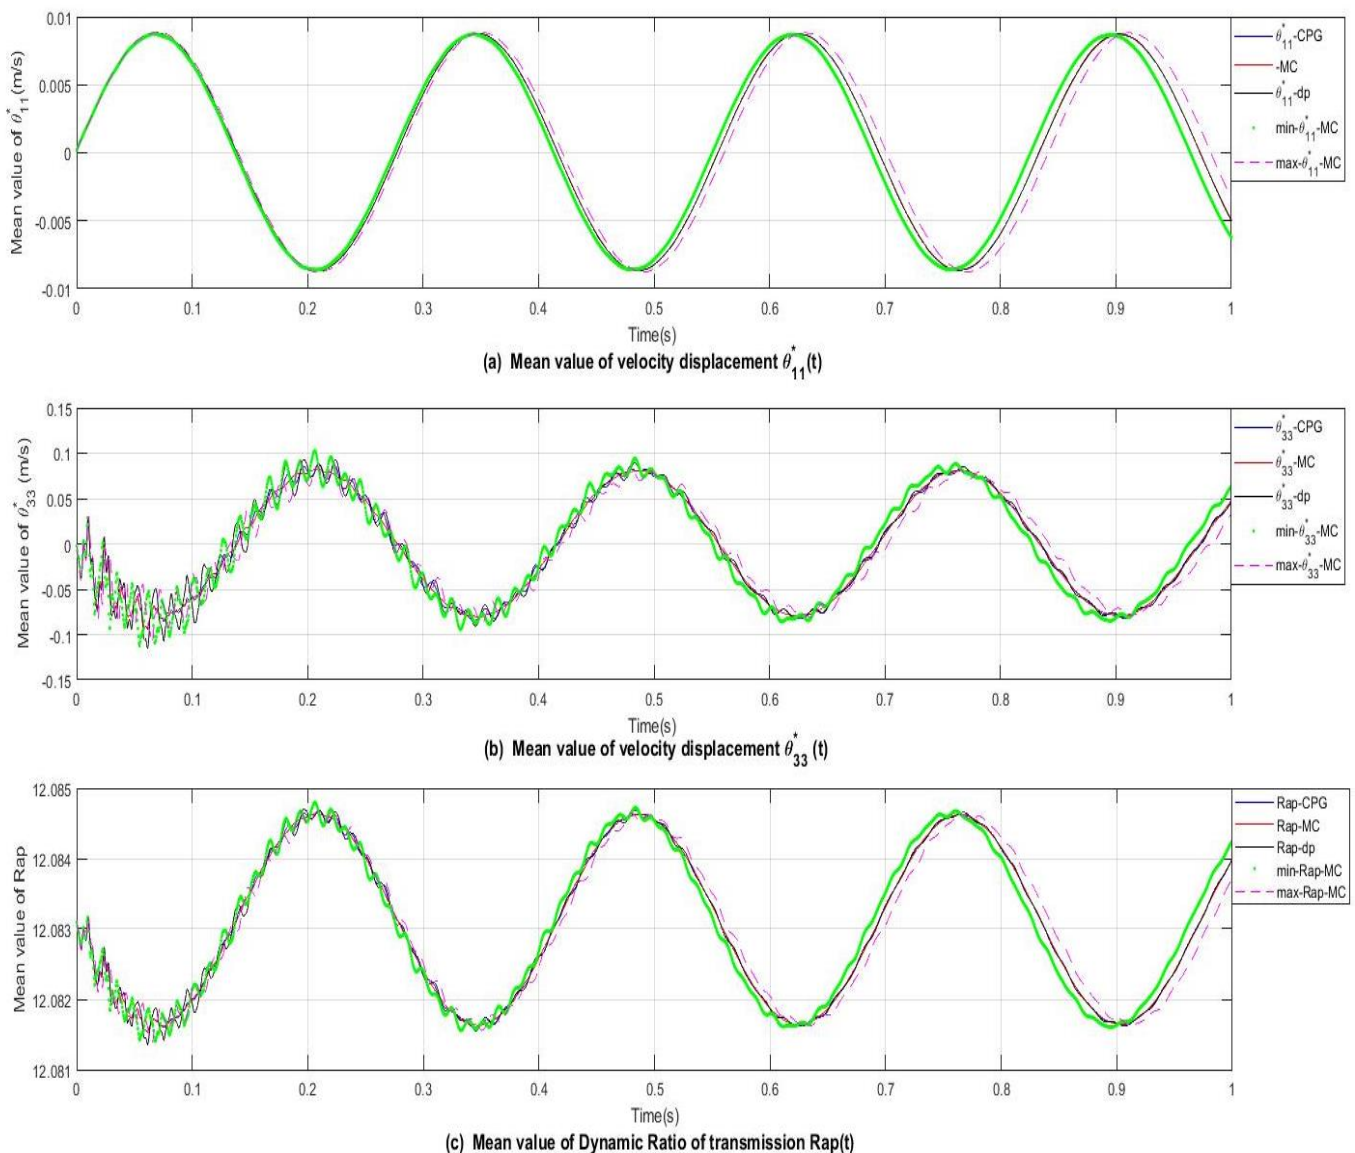 Mean value of θ*11(m/s)
0.01
0.005
0
-0.005
-0.01
0 0.1 0.2 0.3 0.4 0.5 0.6 0.7 0.8 0.9 1
Time(s)
θ*11-CPG
-MC
θ*11-dp
min-θ*11-MC
max-θ*11-MC
(a) Mean value of velocity displacement θ*11(t)
Mean value of θ*33 (m/s)
0.15
0.1
0.05
0
-0.05
-0.1
-0.15
0 0.1 0.2 0.3 0.4 0.5 0.6 0.7 0.8 0.9 1
Time(s)
θ*33-CPG
θ*33-MC
θ*33-dp
min-θ*33-MC
max-θ*33-MC
(b) Mean value of velocity displacement θ*33 (t)
Mean value of Rap
12.085
12.084
12.083
12.082
12.081
0 0.1 0.2 0.3 0.4 0.5 0.6 0.7 0.8 0.9 1
Time(s)
Rap-CPG
Rap-MC
Rap-dp
min-Rap-MC
max-Rap-MC
(c) Mean value of Dynamic Ratio of transmission Rap(t)